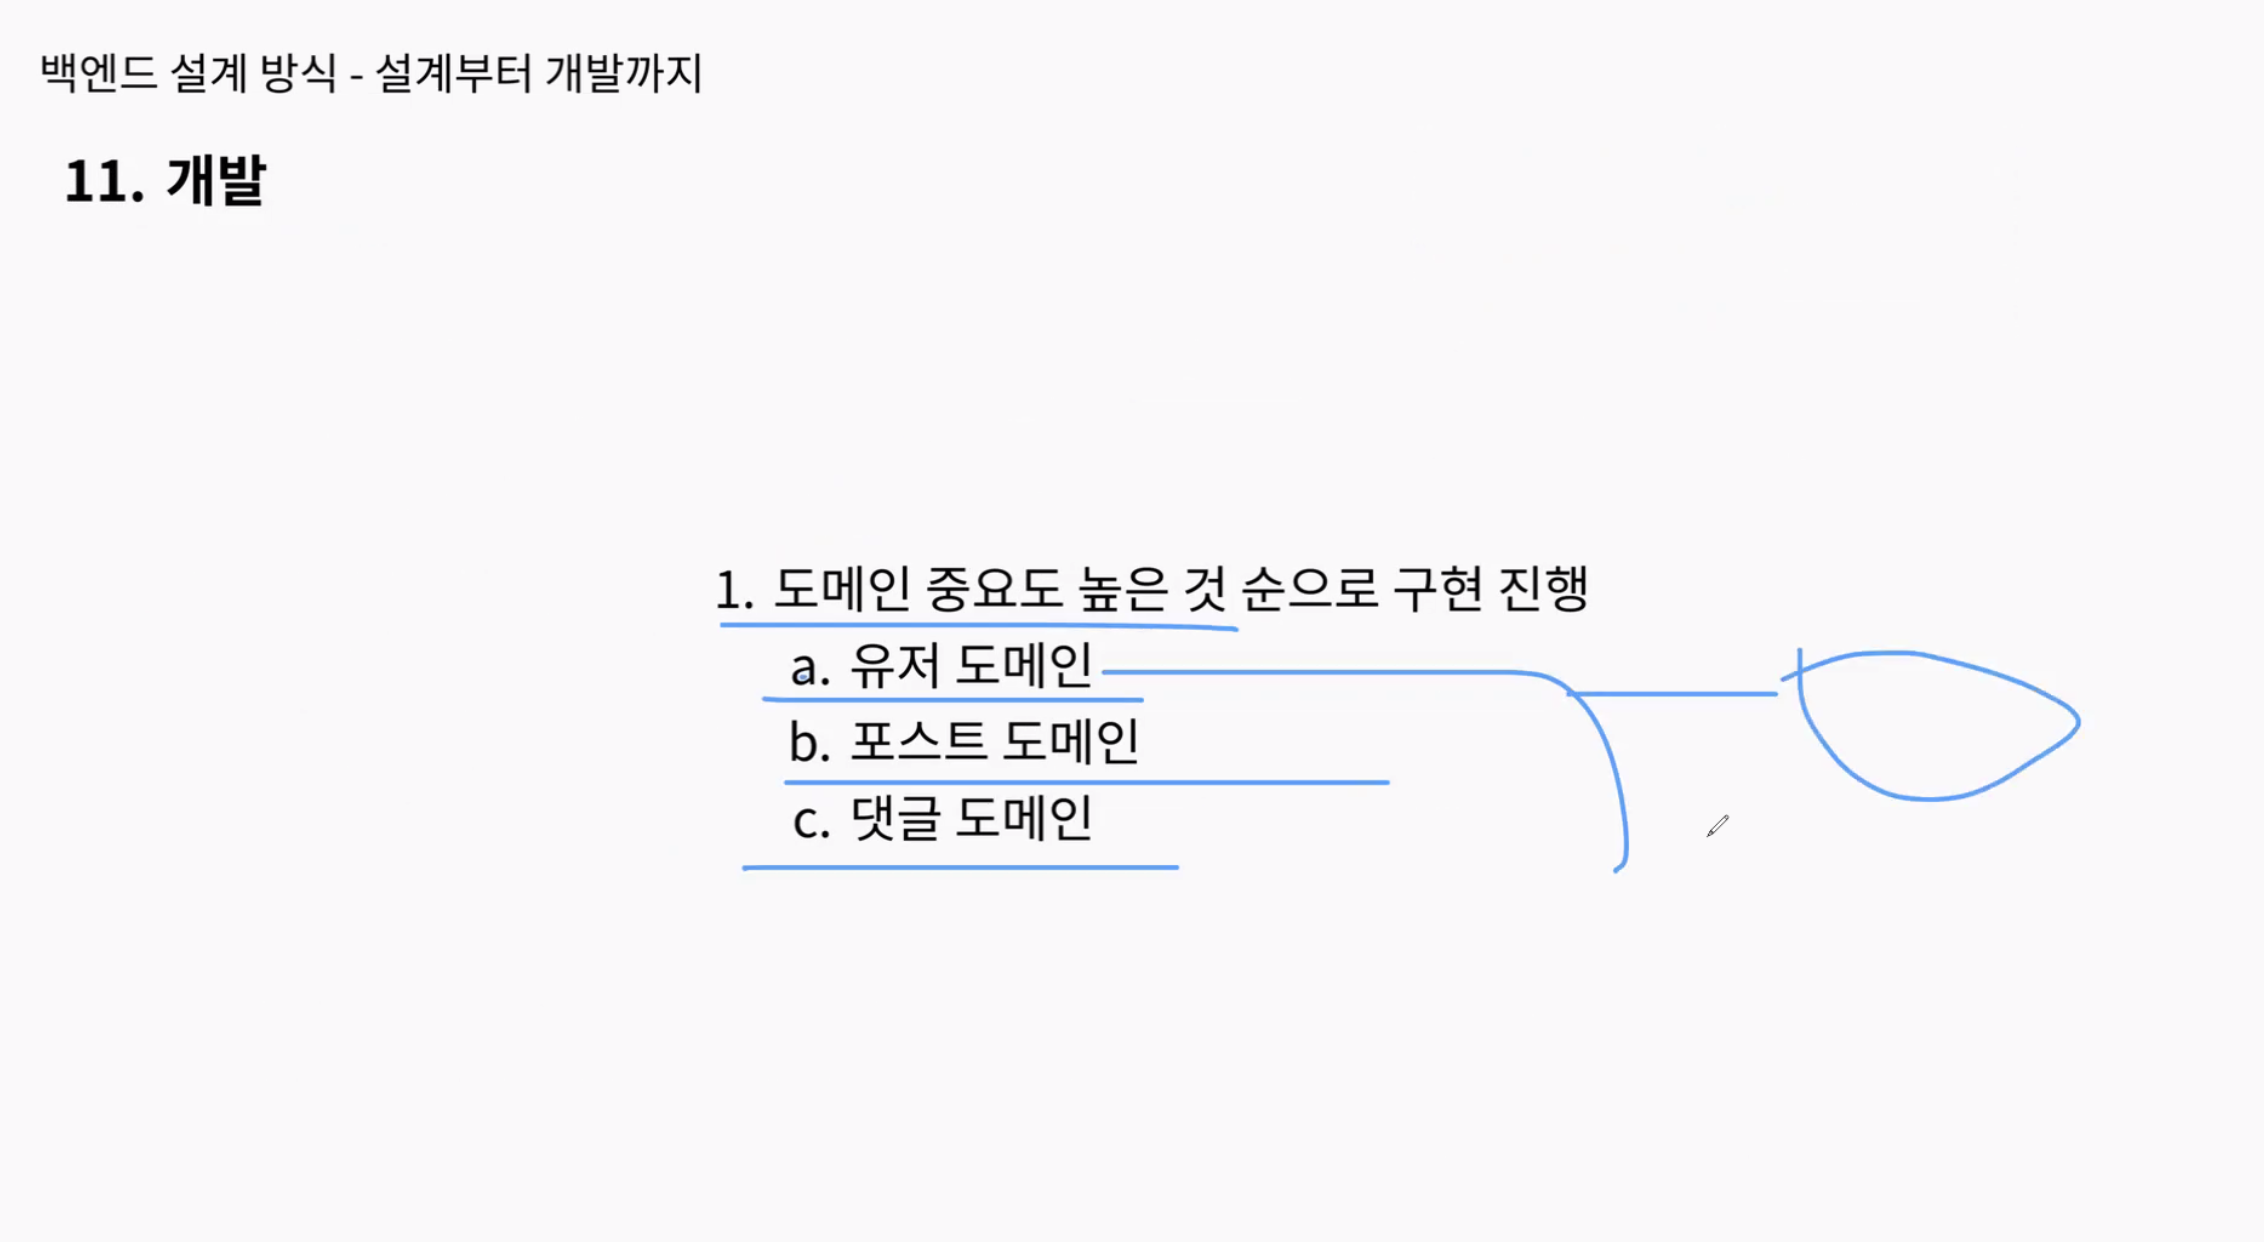 백엔드 설계 방식 - 설계부터 개발까지
11. 개발
1. 도메인 중요도 높은 것 순으로 구현 진행
a. 유저 도메인
b. 포스트 도메인
c. 댓글 도메인